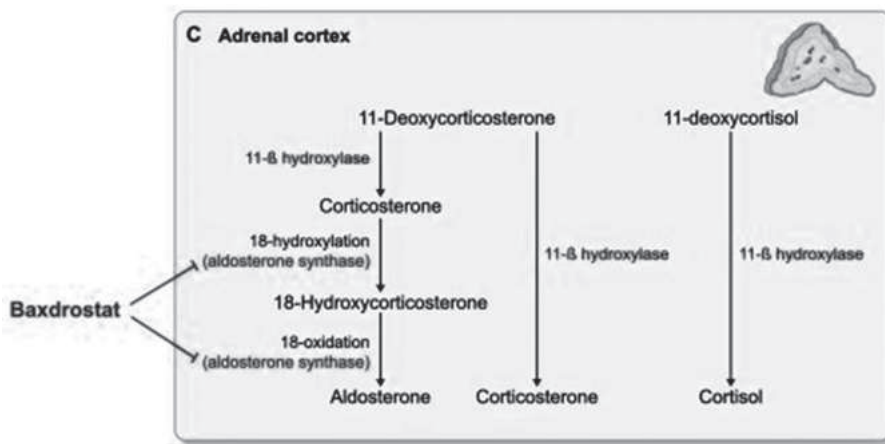 C Adrenal cortex
11-Deoxycorticosterone
11-deoxycortisol
11-ß hydroxylase
Corticosterone
18-hydroxylation
(aldosterone synthase)
11-ß hydroxylase
11-ß hydroxylase
Baxdrostat
18-Hydroxycorticosterone
18-oxidation
(aldosterone synthase)
Aldosterone
Corticosterone
Cortisol